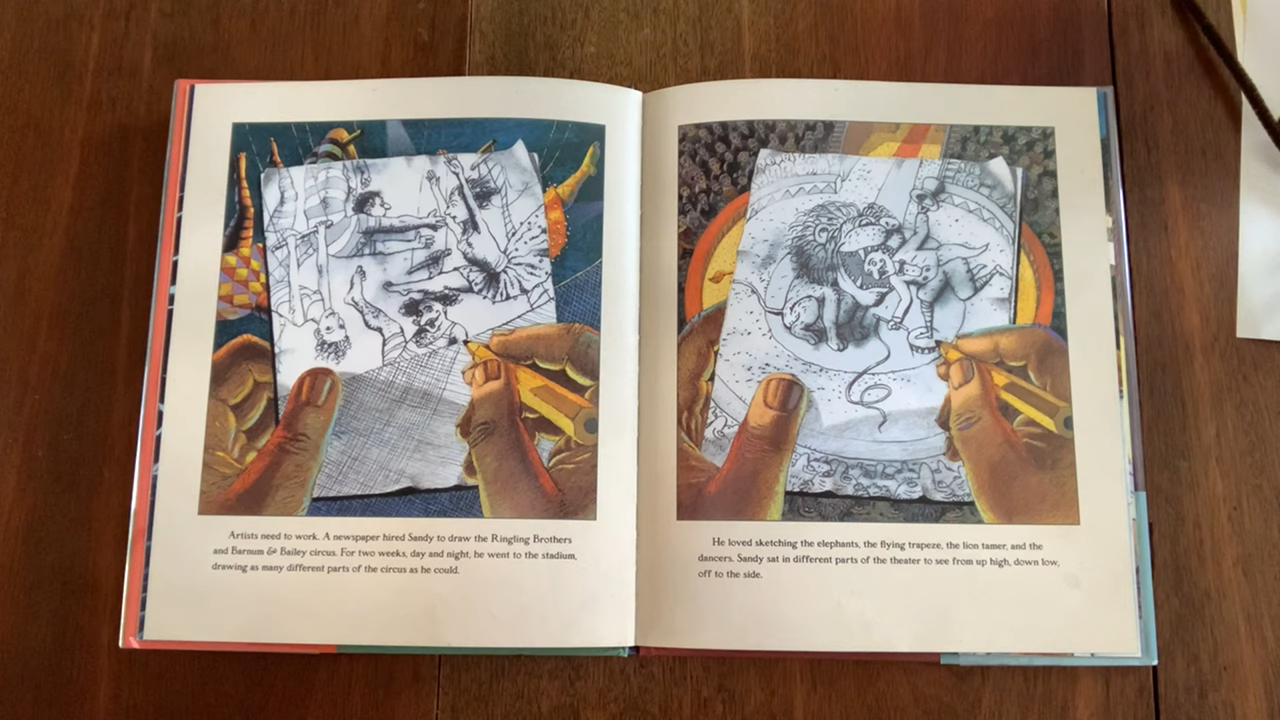 Artists need to work. A newspaper hired Sandy to draw the Ringling Brothers
and Barnum & Bailey circus. For two weeks, day and night, he went to the stadium,
drawing as many different parts of the circus as he could.
He loved sketching the elephants, the flying trapeze, the lion tamer, and the
dancers. Sandy sat in different parts of the theater to see from up high, down low,
off to the side.